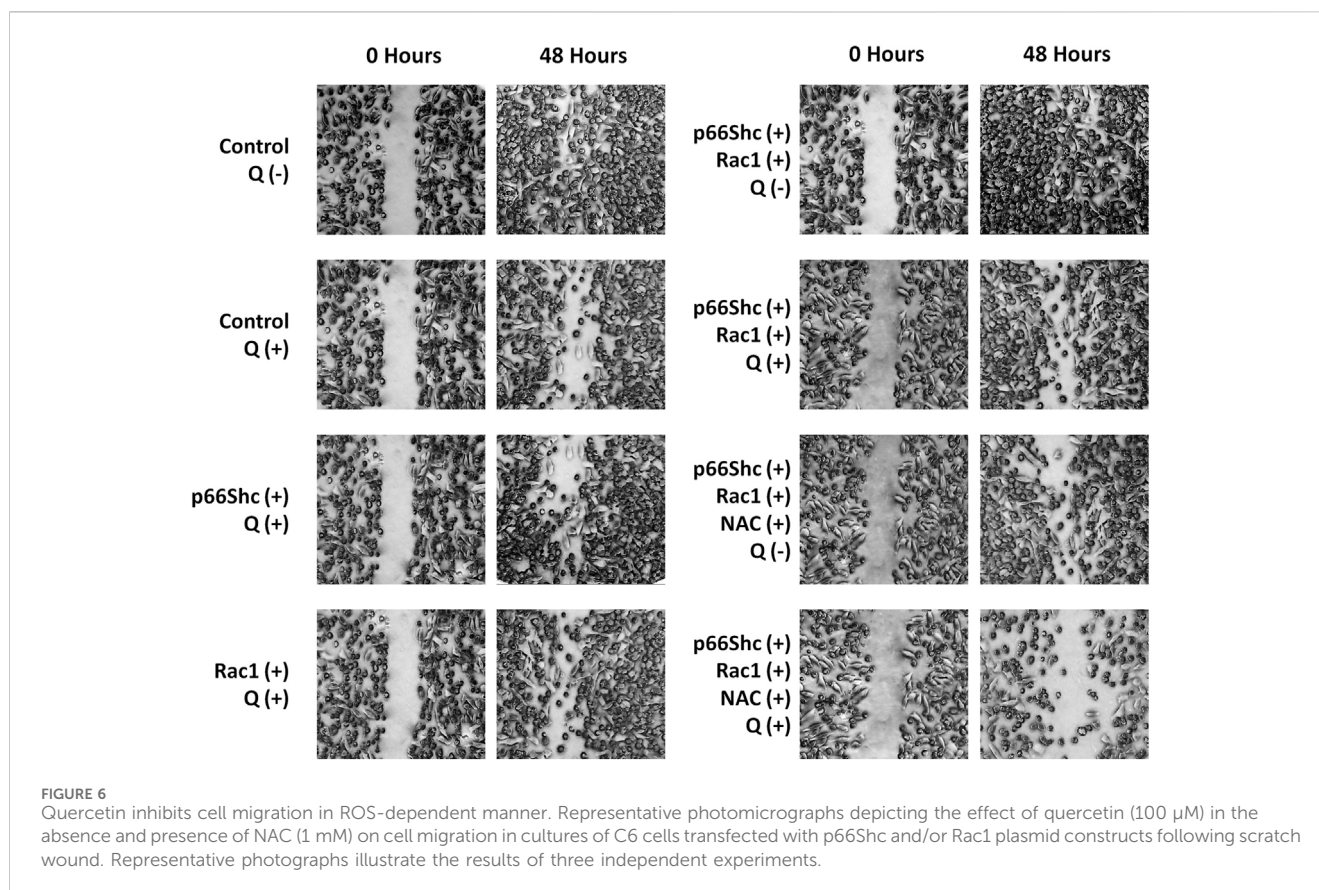 0 Hours
48 Hours
0 Hours
48 Hours
Control
Q (-)
Control
Q (+)
p66Shc (+)
Q (+)
Rac1 (+)
Q (+)
p66Shc (+)
Rac1 (+)
Q (-)
p66Shc (+)
Rac1 (+)
Q (+)
p66Shc (+)
Rac1 (+)
NAC (+)
Q (-)
p66Shc (+)
Rac1 (+)
NAC (+)
Q (+)
FIGURE 6
Quercetin inhibits cell migration in ROS-dependent manner. Representative photomicrographs depicting the effect of quercetin (100 µM) in the
absence and presence of NAC (1 mM) on cell migration in cultures of C6 cells transfected with p66Shc and/or Rac1 plasmid constructs following scratch
wound. Representative photographs illustrate the results of three independent experiments.